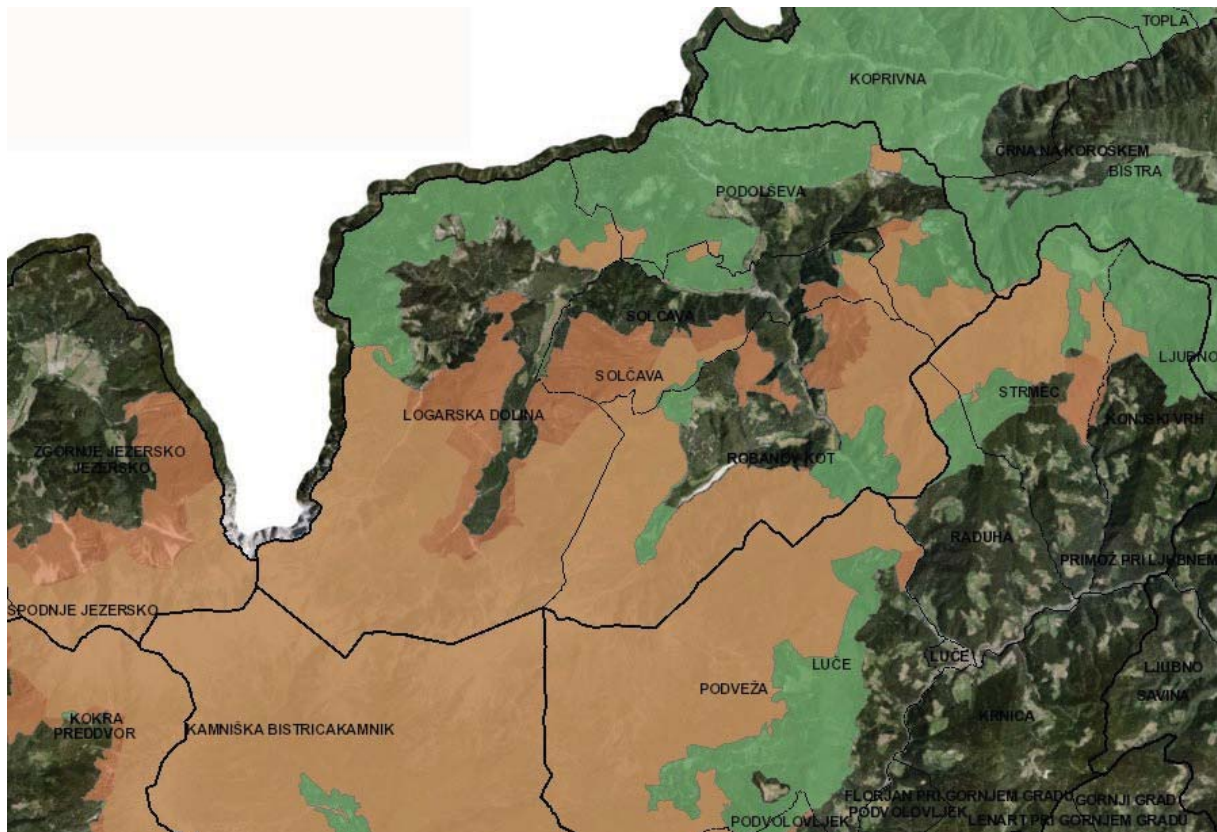 TOPLA
KOPRIVNA
ČRNA NA KOROŠKEM
BISTRA
PODOLŠEVA
SOLČAVA
LJUBNO
SOLČAVA
STRMEC
LOGARSKA DOLINA
KONJSKI VRH
ZGORNJE JEZERSKO
JEZERSKO
ROBANOV KOT
RADUHA
PRIMOŽ PRI LJUBNEM
SPODNJE JEZERSKO
LUČE
LUČE
LJUBNO
PODVEŽA
SAVINA
KOKRA
PREDDVOR
KRNICA
KAMNIŠKA BISTRICAKAMNIK
FLORJAN PRI GORNJEM GRADU
GORNJI GRAD
PODVOLOVLJEK
PODVOLOVLJEK
LENART PRI GORNJEM GRADU